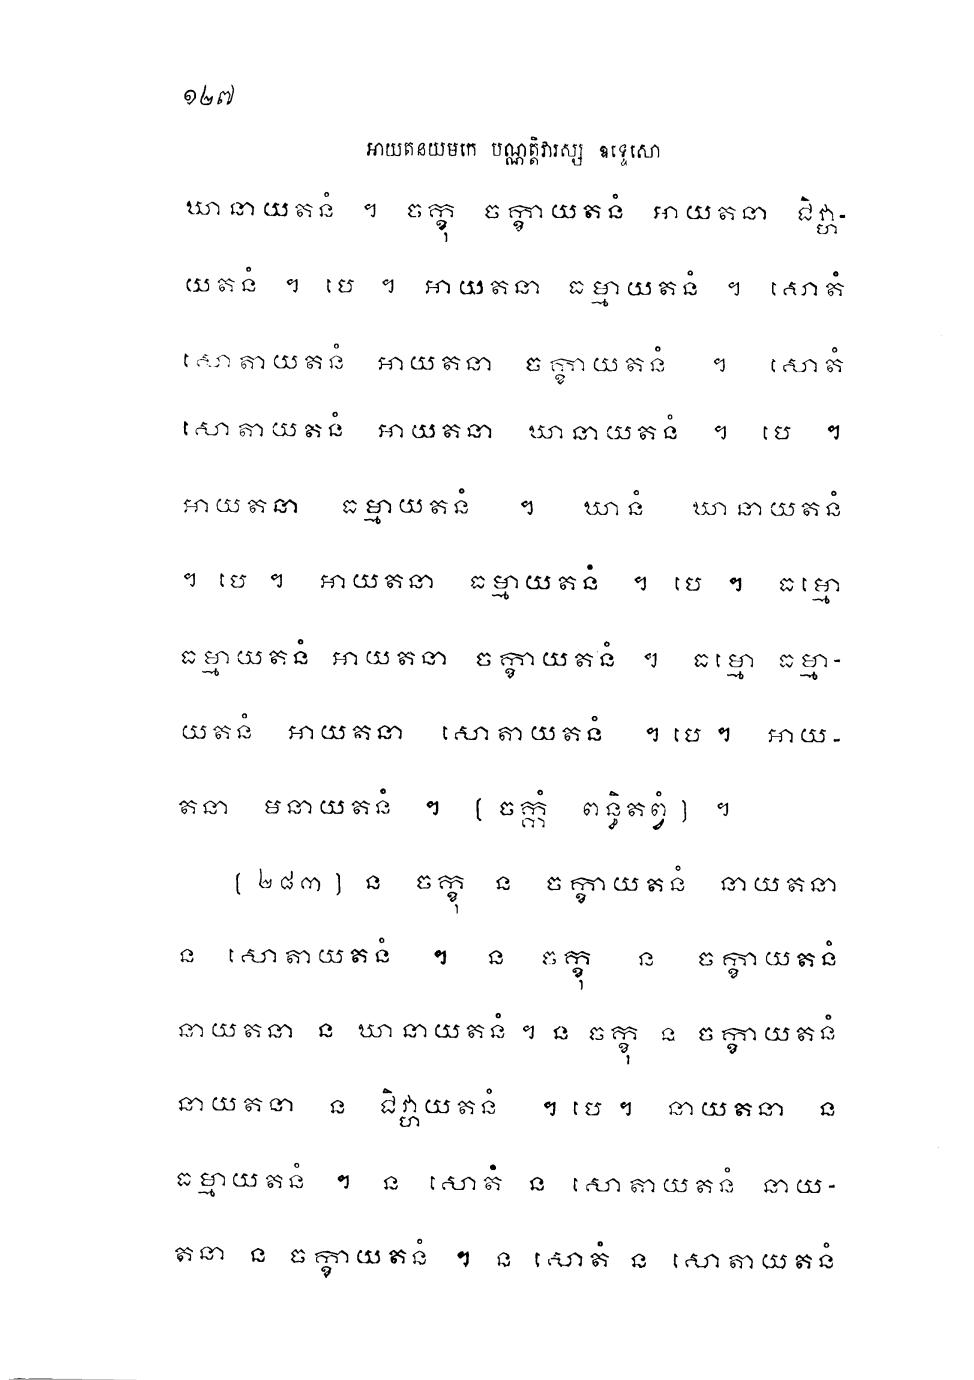 ១២៧
អាយតនយមកេ បណ្ណត្តិវារស្ស ឧទ្ទេសោ
ឃានាយតនំ ។ ចក្ខុ ចក្ខ្វាយតនំ អាយតនា ជិវ្ហា-
យតនំ ។ បេ ។ អាយតនា ធម្មាយតនំ ។ សោតំ
សោតាយតនំ អាយតនា ចក្ខ្វាយតនំ ។ សោតំ
សោតាយតនំ អាយតនា ឃានាយតនំ ។ បេ ។
អាយតនា ធម្មាយតនំ ។ ឃានំ ឃានាយតនំ
។ បេ ។ អាយតនា ធម្មាយតនំ ។ បេ ។ ធម្មោ
ធម្មាយតនំ អាយតនា ចក្ខ្វាយតនំ ។ ធម្មោ ធម្មា-
យតនំ អាយតនា សោតាយតនំ ។ បេ ។ អាយ-
តនា មនាយតនំ ។ (ចក្កំ ពន្ធិតព្វំ) ។
(២៨៣) ន ចក្ខុ ន ចក្ខ្វាយតនំ នាយតនា
ន សោតាយតនំ ។ ន ចក្ខុ ន ចក្ខ្វាយតនំ
នាយតនា ន ឃានាយតនំ ។ ន ចក្ខុ ន ចក្ខ្វាយតនំ
នាយតនា ន ជិវ្ហាយតនំ ។ បេ ។ នាយតនា ន
ធម្មាយតនំ ។ ន សោតំ ន សោតាយតនំ នាយ-
តនា ន ចក្ខ្វាយតនំ ។ ន សោតំ ន សោតាយតនំ